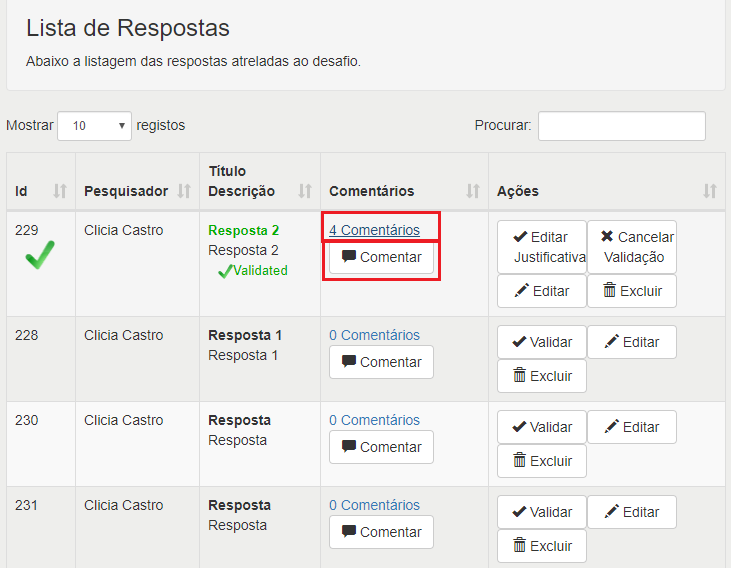 Lista de Respostas
Abaixo a listagem das respostas atreladas ao desafio.
Mostrar 10 registos Procurar:
Id Pesquisador Título Descrição Comentários Ações
229 Clicia Castro Resposta 2 4 Comentários Editar Justificativa Cancelar Validação
Resposta 2 Comentar
Validated Editar Excluir
228 Clicia Castro Resposta 1 0 Comentários Validar Editar
Resposta 1 Comentar Excluir
230 Clicia Castro Resposta 0 Comentários Validar Editar
Resposta Comentar Excluir
231 Clicia Castro Resposta 0 Comentários Validar Editar
Resposta Comentar Excluir